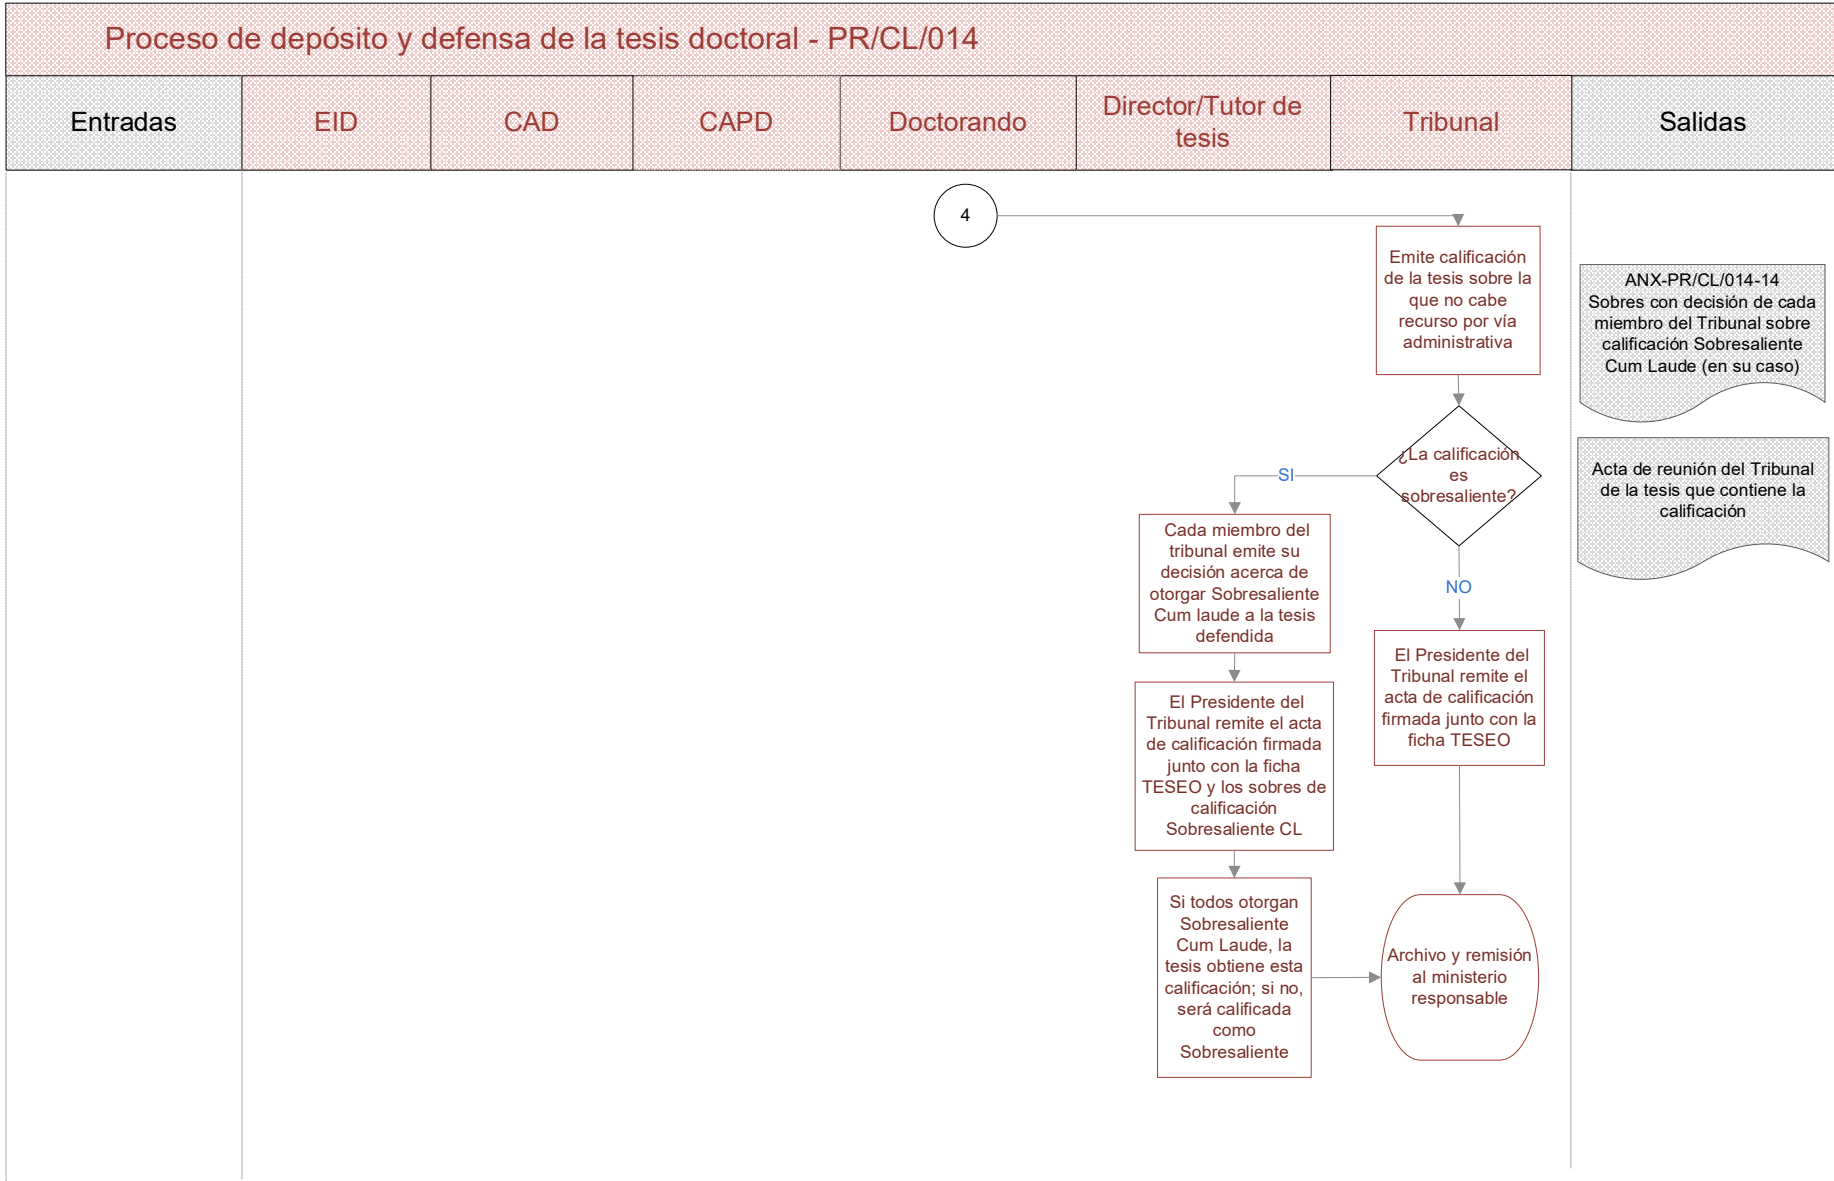 Proceso de depósito y defensa de la tesis doctoral - PR/CL/014
Entradas
EID
CAD
CAPD
Doctorando
Director/Tutor de
tesis
Tribunal
Salidas
4
Emite calificación
de la tesis sobre la
que no cabe
recurso por vía
administrativa
ANX-PR/CL/014-14
Sobres con decisión de cada
miembro del Tribunal sobre
calificación Sobresaliente
Cum Laude (en su caso)
¿La calificación
es
sobresaliente?
SI
NO
Acta de reunión del Tribunal
de la tesis que contiene la
calificación
Cada miembro del
tribunal emite su
decisión acerca de
otorgar Sobresaliente
Cum laude a la tesis
defendida
El Presidente del
Tribunal remite el
acta de calificación
firmada junto con la
ficha TESEO
El Presidente del
Tribunal remite el acta
de calificación firmada
junto con la ficha
TESEO y los sobres de
calificación
Sobresaliente CL
Si todos otorgan
Sobresaliente
Cum Laude, la
tesis obtiene esta
calificación; si no,
será calificada
como
Sobresaliente
Archivo y remisión
al ministerio
responsable